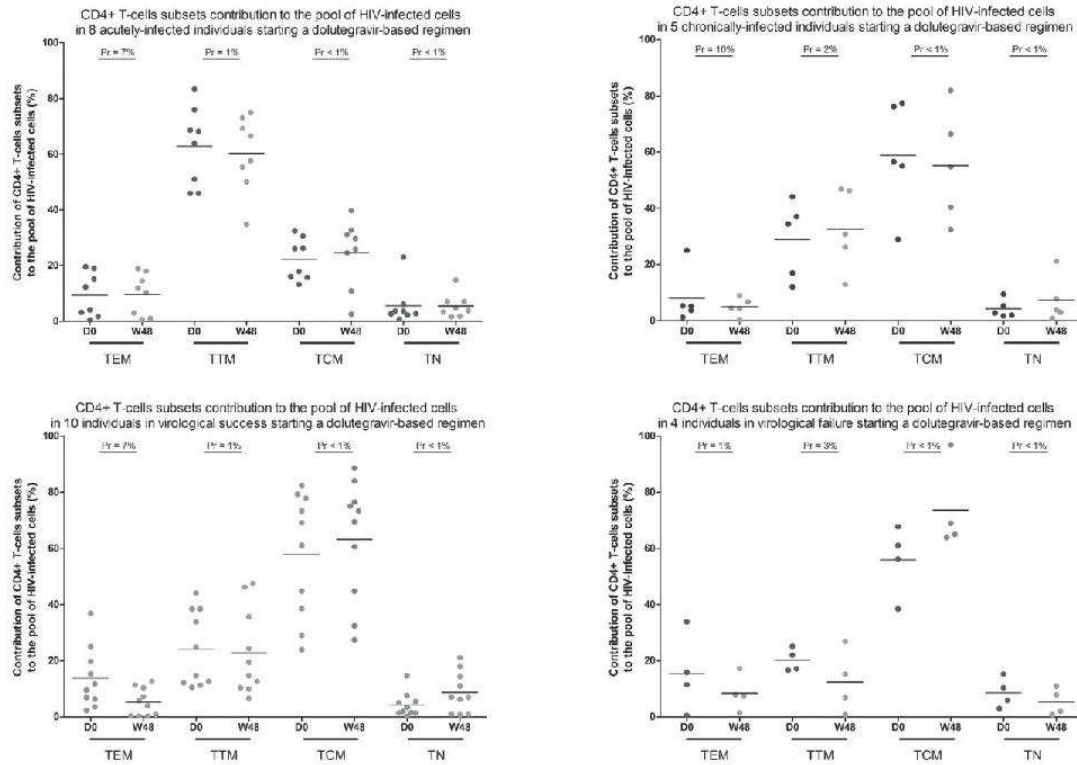 CD4+ T-cells subsets contribution to the pool of HIV-infected cells
in 8 acutely-infected individuals starting a dolutegravir-based regimen
Pr = 7% Pr = 1% Pr < 1% Pr < 1%
Contribution of CD4+ T-cells subsets
to the pool of HIV-infected cells (%)
100
80
60
40
20
0
D0 W48 D0 W48 D0 W48 D0 W48
TEM TTM TCM TN
CD4+ T-cells subsets contribution to the pool of HIV-infected cells
in 5 chronically-infected individuals starting a dolutegravir-based regimen
Pr = 10% Pr = 2% Pr < 1% Pr < 1%
Contribution of CD4+ T-cells subsets
to the pool of HIV-infected cells (%)
100
80
60
40
20
0
D0 W48 D0 W48 D0 W48 D0 W48
TEM TTM TCM TN
CD4+ T-cells subsets contribution to the pool of HIV-infected cells
in 10 individuals in virological success starting a dolutegravir-based regimen
Pr = 7% Pr = 1% Pr < 1% Pr < 1%
Contribution of CD4+ T-cells subsets
to the pool of HIV-infected cells (%)
100
80
60
40
20
0
D0 W48 D0 W48 D0 W48 D0 W48
TEM TTM TCM TN
CD4+ T-cells subsets contribution to the pool of HIV-infected cells
in 4 individuals in virological failure starting a dolutegravir-based regimen
Pr = 1% Pr = 3% Pr < 1% Pr < 1%
Contribution of CD4+ T-cells subsets
to the pool of HIV-infected cells (%)
100
80
60
40
20
0
D0 W48 D0 W48 D0 W48 D0 W48
TEM TTM TCM TN